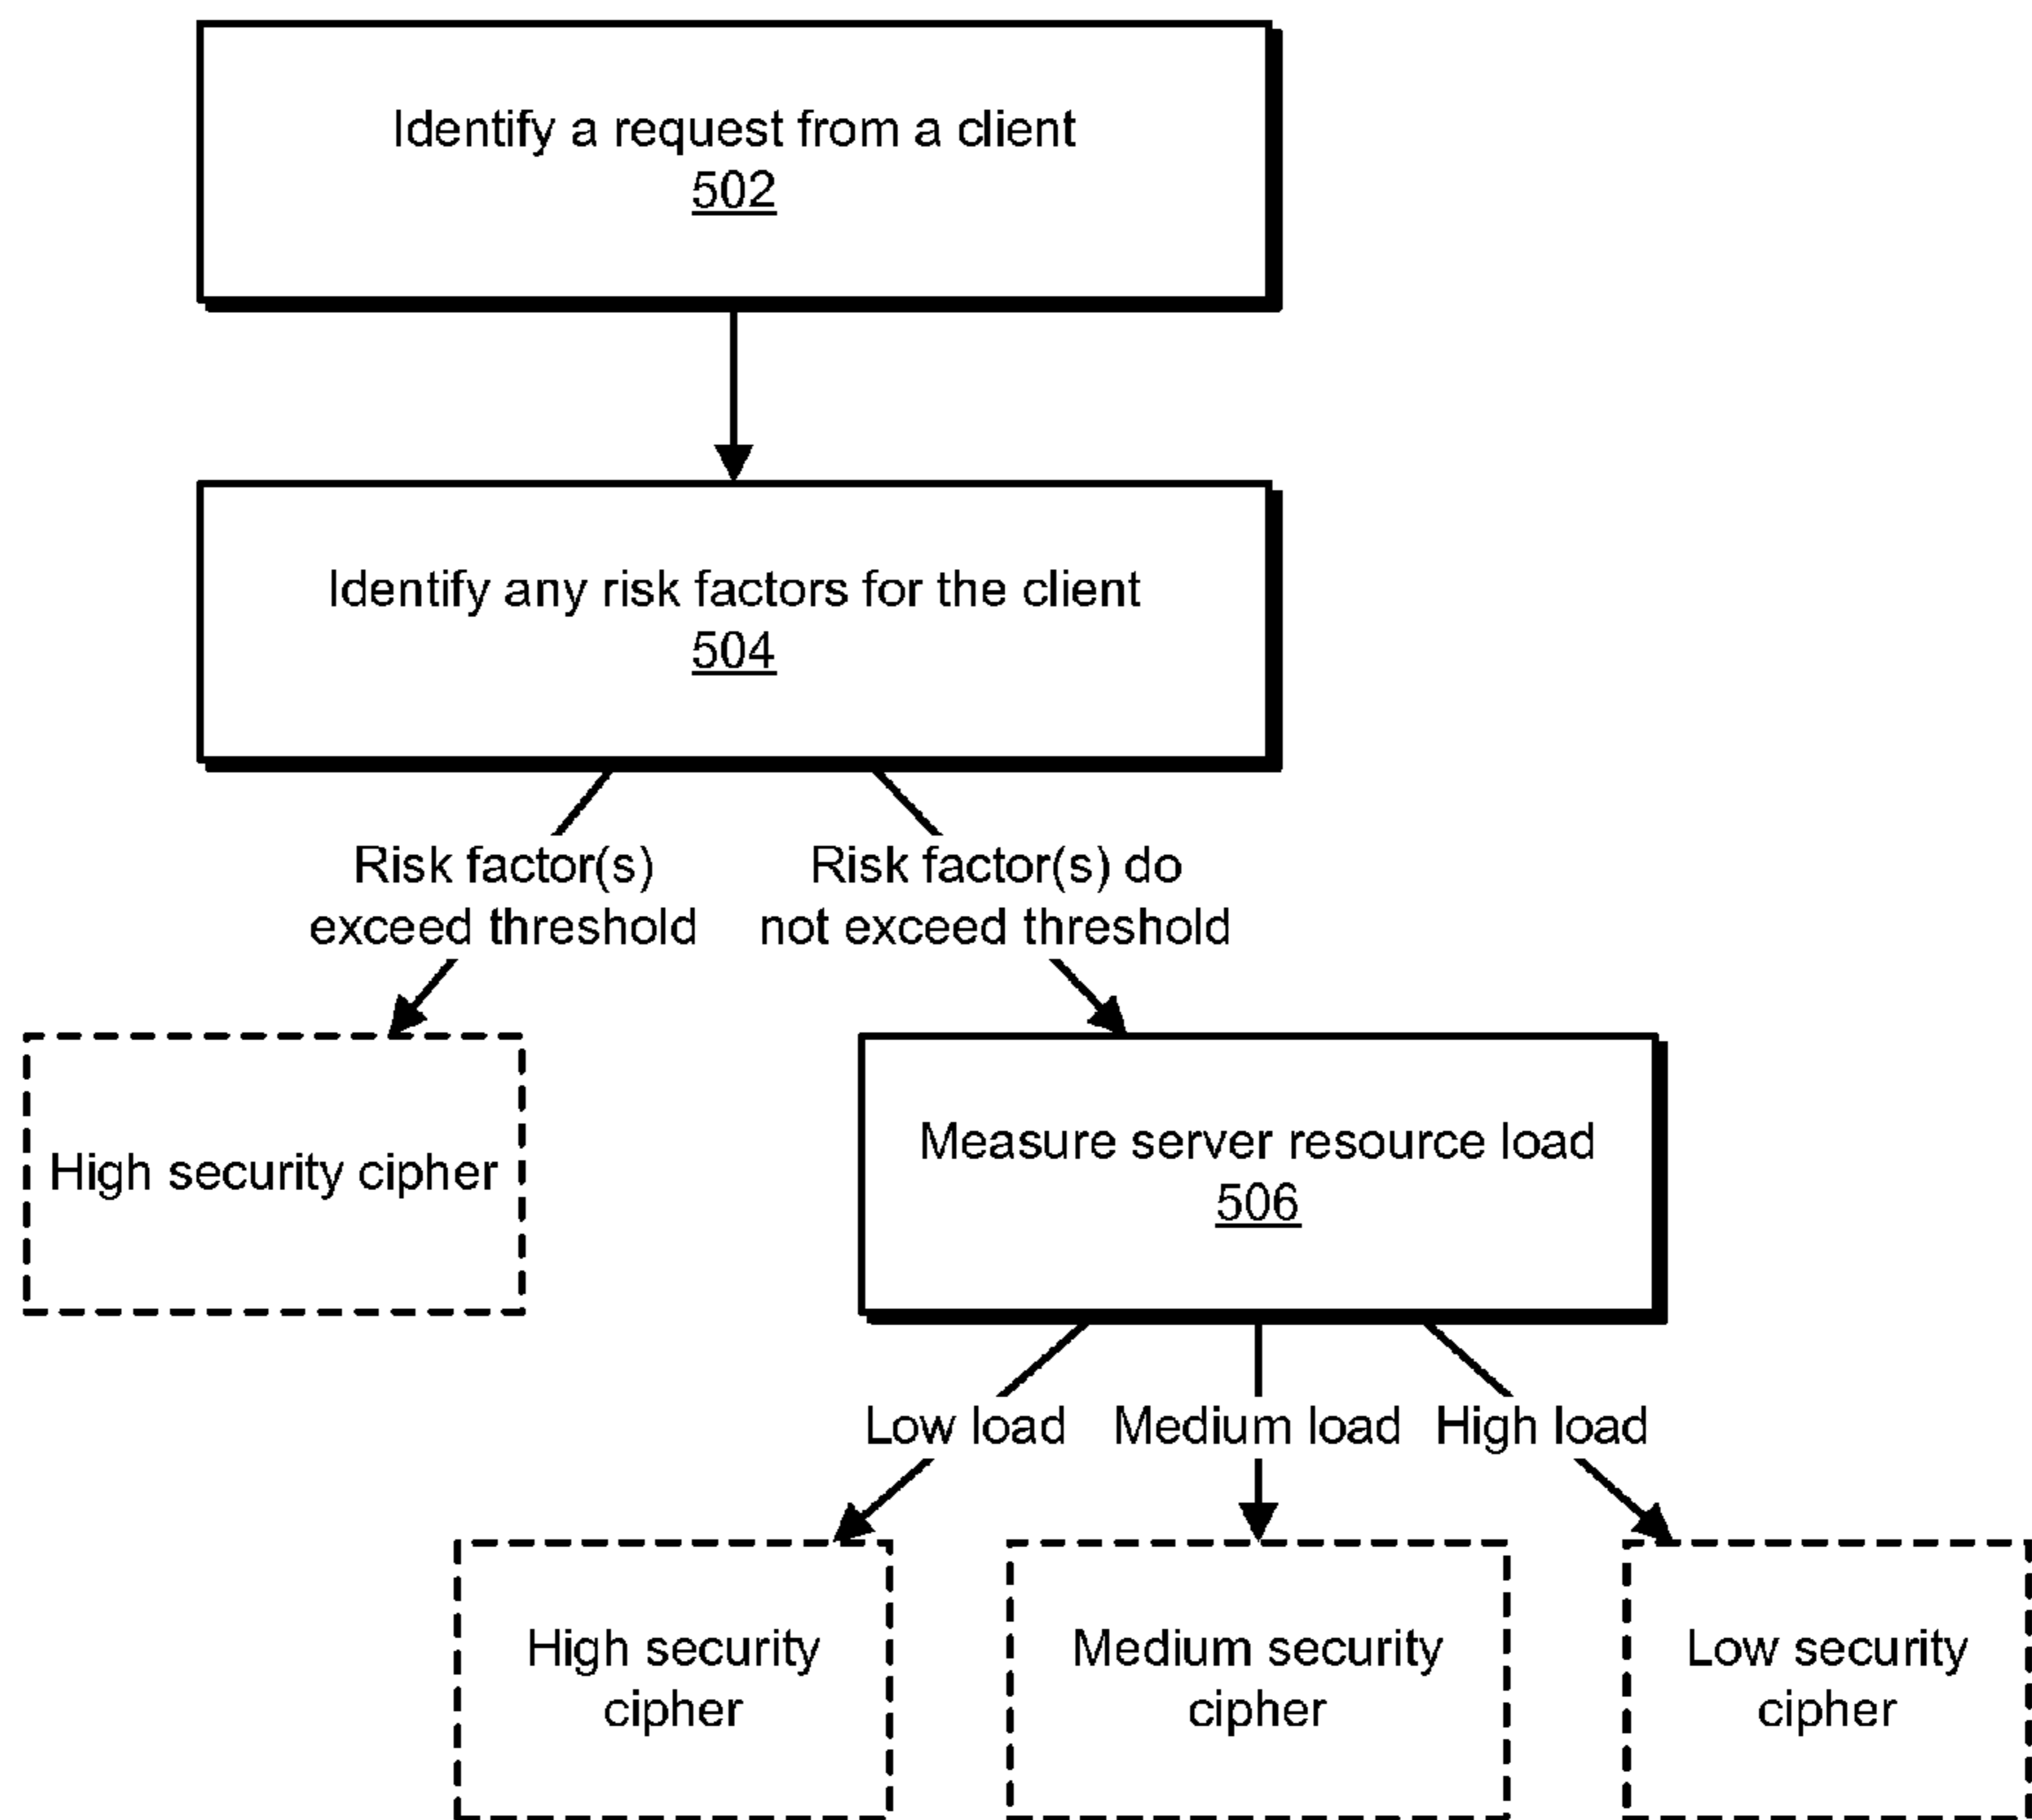 Identify a request from a client
502
Identify any risk factors for the client
504
Risk factor(s)
exceed threshold
Risk factor(s) do
not exceed threshold
High security cipher
Measure server resource load
506
Low load
Medium load
High load
High security
cipher
Medium security
cipher
Low security
cipher